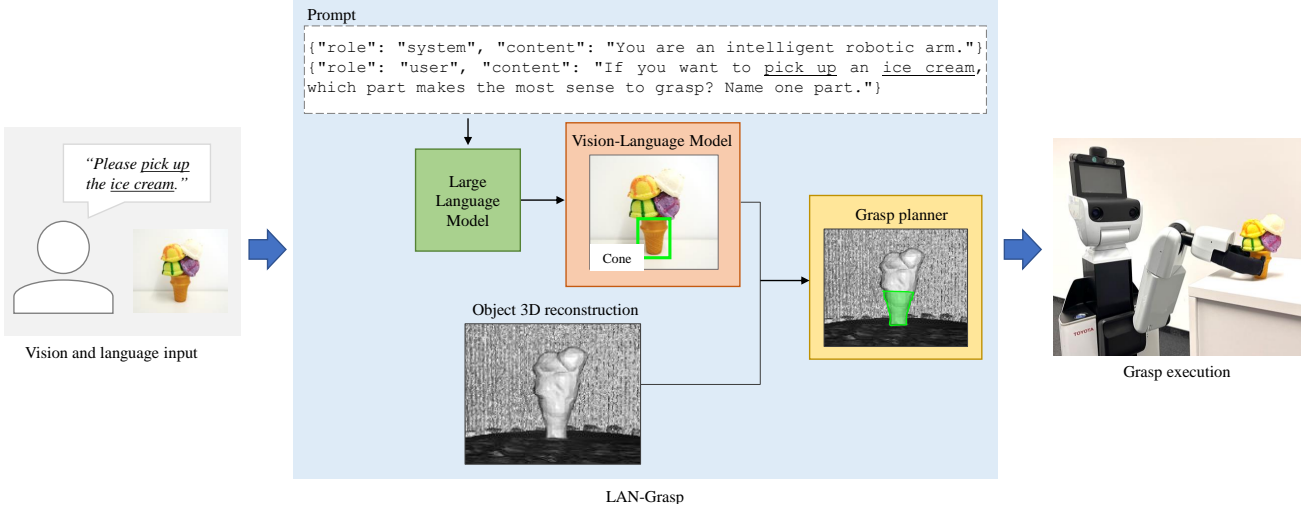 Prompt
{"role": "system", "content": "You are an intelligent robotic arm."}
{"role": "user", "content": "If you want to pick up an ice cream,
which part makes the most sense to grasp? Name one part."}
“Please pick up
the ice cream.”
Vision and language input
Large
Language
Model
Vision-Language Model
Cone
Object 3D reconstruction
Grasp planner
TOYOTA
Grasp execution
LAN-Grasp